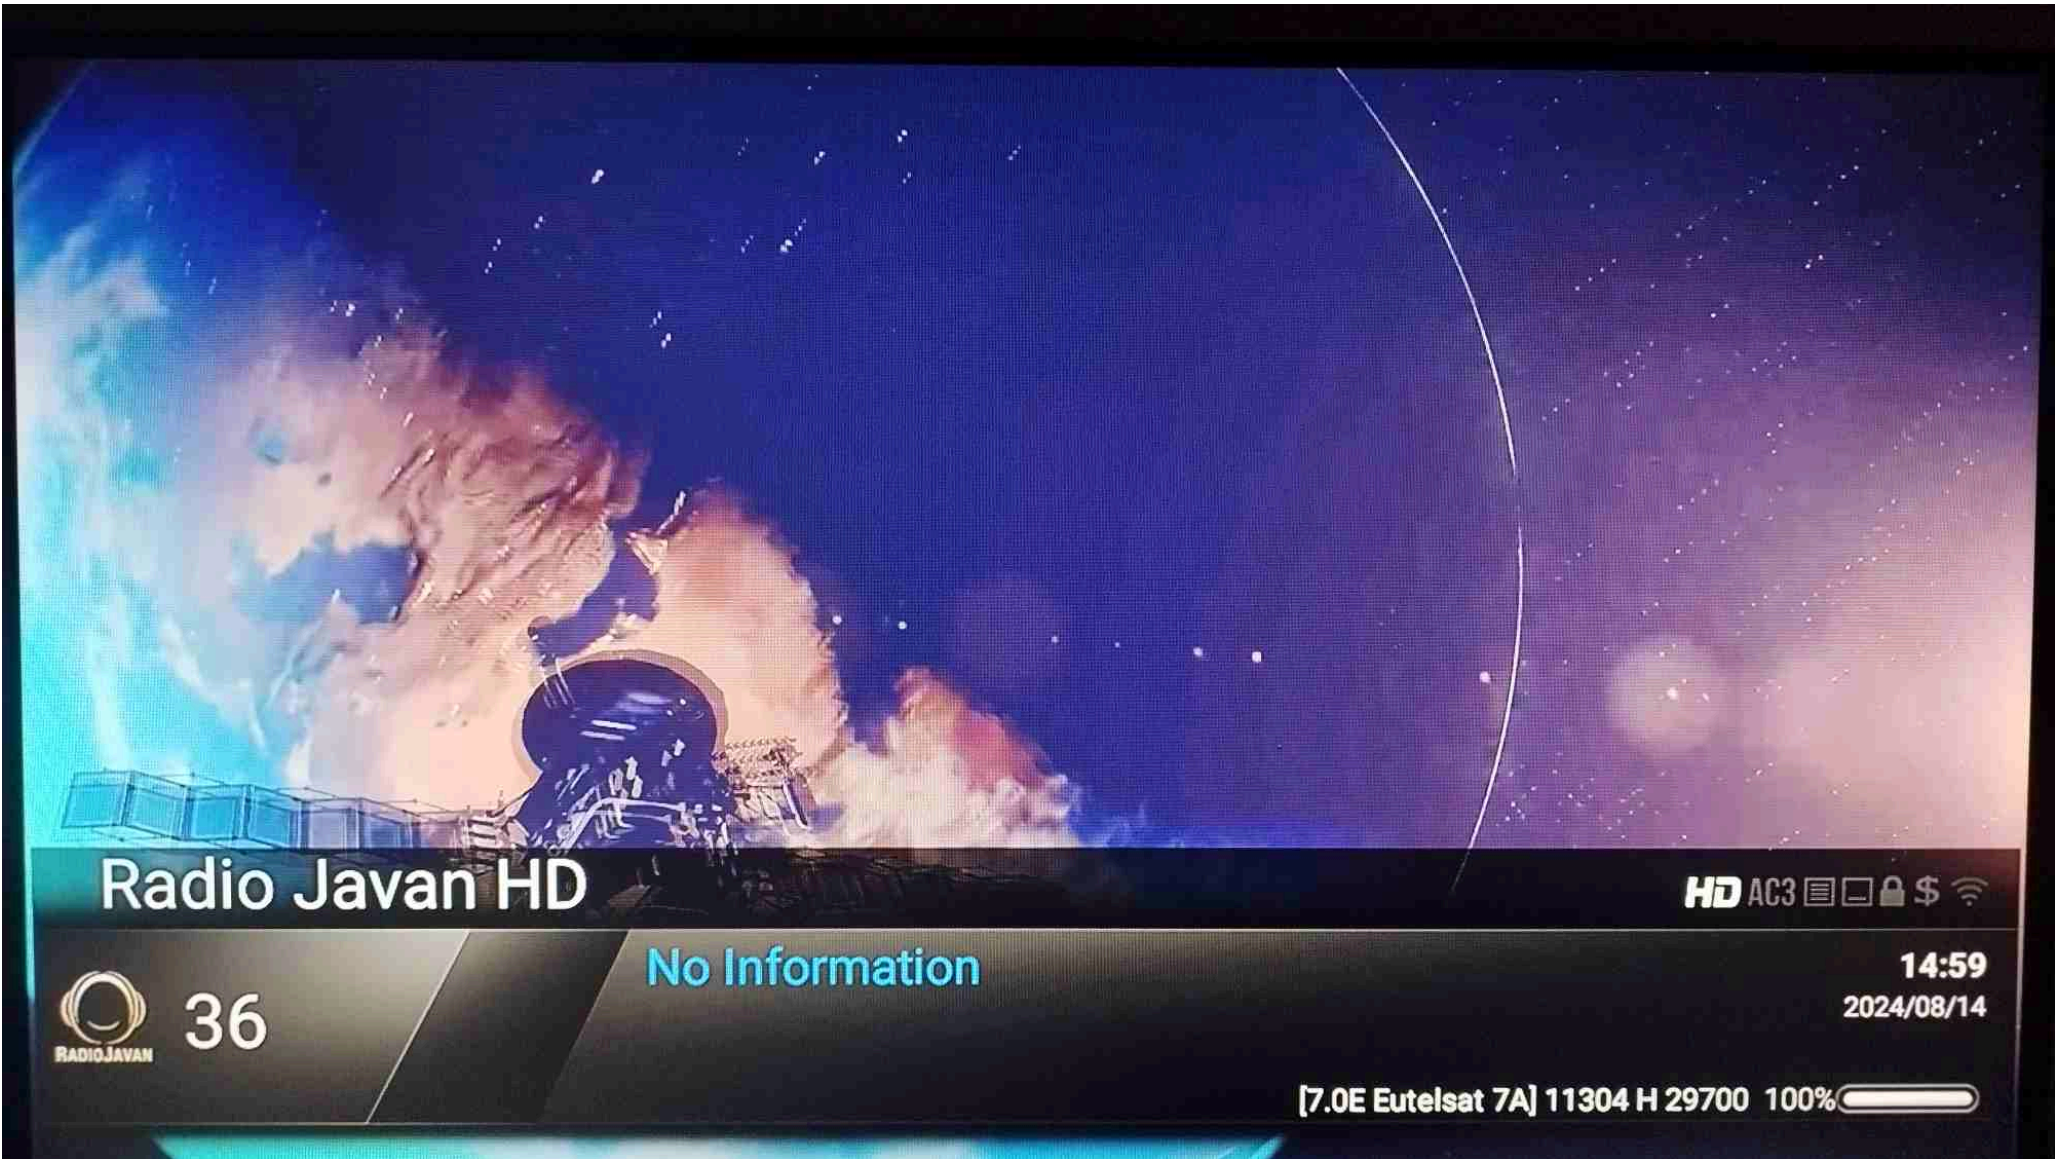 Radio Javan HD
HD AC3 $
No Information
14:59
2024/08/14
36
RADIOJAVAN
[7.0E Eutelsat 7A] 11304 H 29700 100%